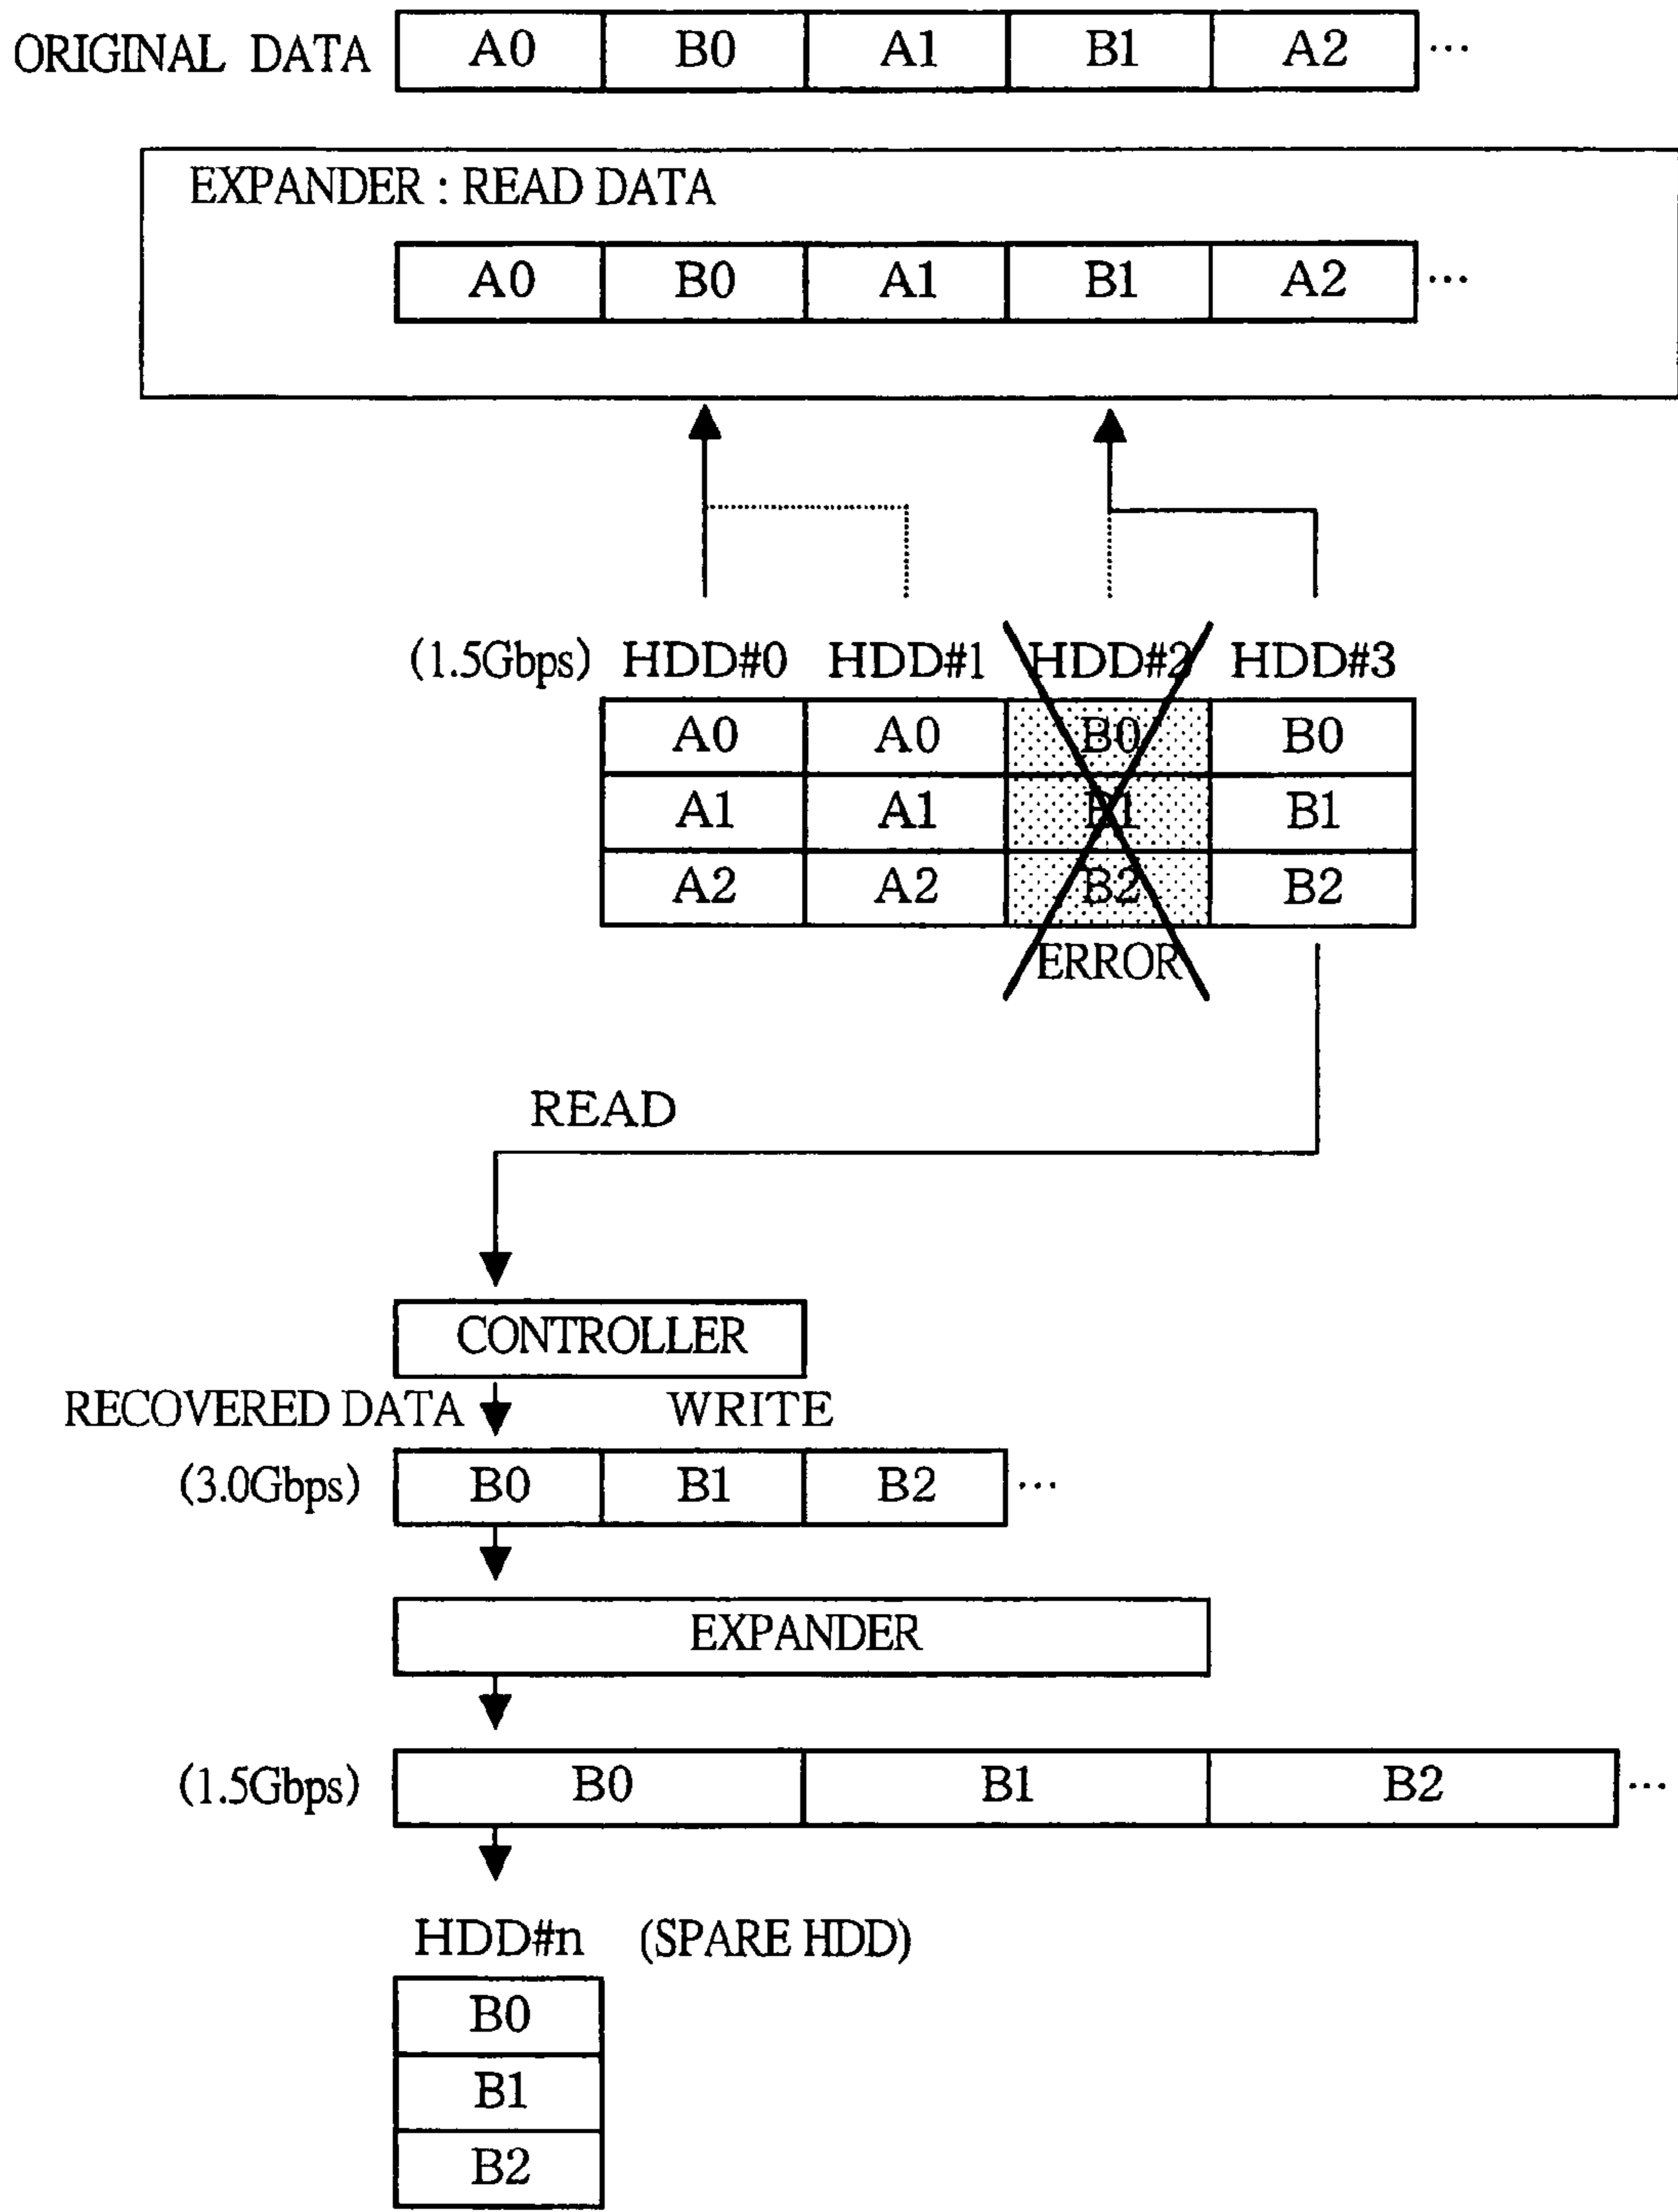 ORIGINAL DATA A0 B0 A1 B1 A2 ...
EXPANDER : READ DATA
A0 B0 A1 B1 A2 ...
(1.5Gbps) HDD#0 HDD#1 HDD#2 HDD#3
A0 A0 B0 B0
A1 A1 B1 B1
A2 A2 B2 B2
ERROR
READ
CONTROLLER
RECOVERED DATA WRITE
(3.0Gbps) B0 B1 B2 ...
EXPANDER
(1.5Gbps) B0 B1 B2 ...
HDD#n (SPARE HDD)
B0
B1
B2